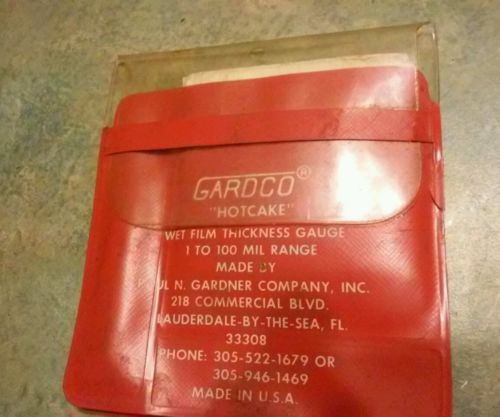 GARDCO®
"HOTCAKE"
WET FILM THICKNESS GAUGE
1 TO 100 MIL RANGE
MADE BY
UL N. GARDNER COMPANY, INC.
218 COMMERCIAL BLVD.
LAUDERDALE-BY-THE-SEA, FL.
33308
PHONE: 305-522-1679 OR
305-946-1469
MADE IN U.S.A.